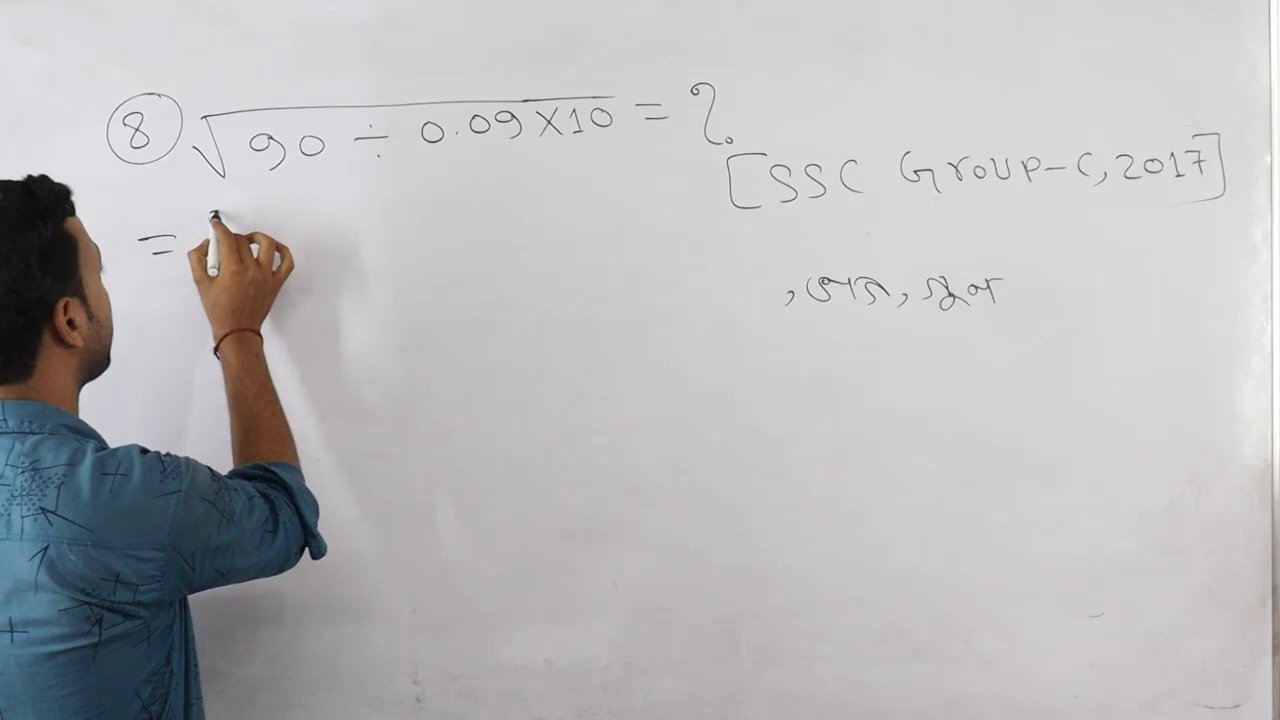 ⑧ √90 ÷ 0.09×10 = ?
[SSC Group-C, 2017]
=
, ভাগ, গুণ